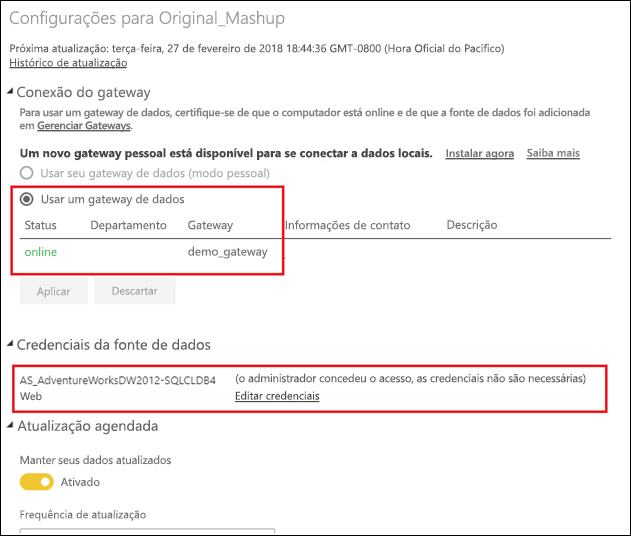 Configurações para Original_Mashup
Próxima atualização: terça-feira, 27 de fevereiro de 2018 18:44:36 GMT-0800 (Hora Oficial do Pacífico)
Histórico de atualização
Conexão do gateway
Para usar um gateway de dados, certifique-se de que o computador está online e de que a fonte de dados foi adicionada
em Gerenciar Gateways.
Um novo gateway pessoal está disponível para se conectar a dados locais. Instalar agora Saiba mais
Usar seu gateway de dados (modo pessoal)
Usar um gateway de dados
Status Departamento Gateway Informações de contato Descrição
online demo_gateway
Aplicar Descartar
Credenciais da fonte de dados
AS_AdventureWorksDW2012-SQLCLDB4 (o administrador concedeu o acesso, as credenciais não são necessárias)
Web Editar credenciais
Atualização agendada
Manter seus dados atualizados
Ativado
Frequência de atualização